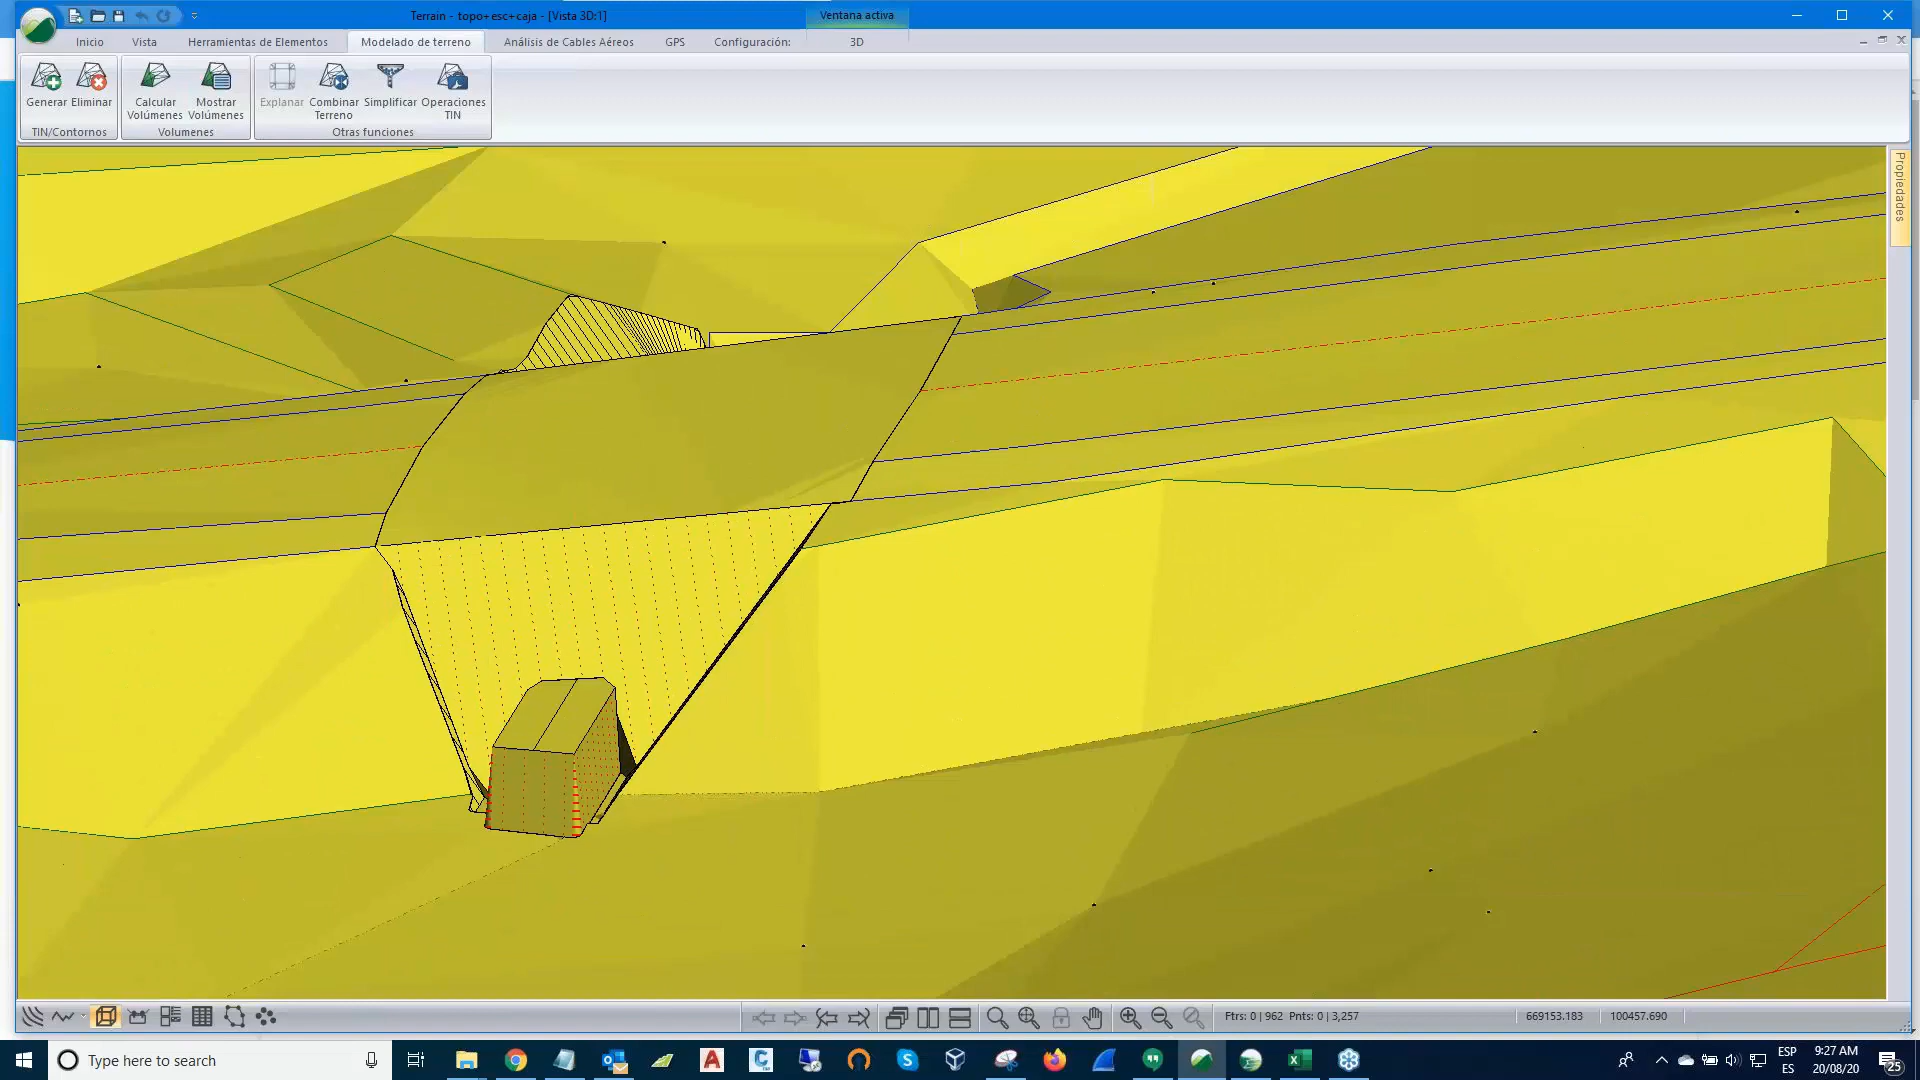 Terrain - topo+esc+caja - [Vista 3D:1]
Ventana activa
Inicio Vista Herramientas de Elementos Modelado de terreno Análisis de Cables Aéreos GPS Configuración: 3D
Generar Eliminar
TIN/Contornos
Calcular Volúmenes
Mostrar Volúmenes
Volumenes
Explanar
Combinar Terreno
Simplificar
Operaciones TIN
Otras funciones
Propiedades
Ftrs: 0 | 962 Pnts: 0 | 3,257
669153.183
100457.690
Type here to search
ESP
ES
9:27 AM
20/08/20
25